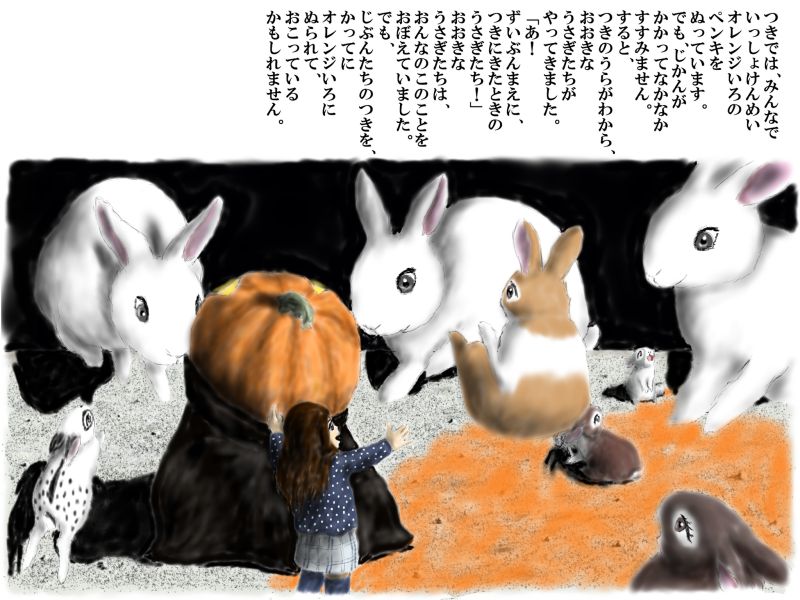 つきでは、みんなで
いっしょけんめい
オレンジいろの
ペンキを
ぬっています。
でも、じかんが
かかってなかなか
すすみません。
すると、
つきのうらがわから、
おおきな
うさぎたちが
やってきました。
「あ！
ずいぶんまえに、
つきにきたときの
うさぎたち！」
おおきな
うさぎたちは、
おんなのこのことを
おぼえていました。
でも、
じぶんたちのつきを、
かってに
オレンジいろに
ぬられて、
おこっている
かもしれません。